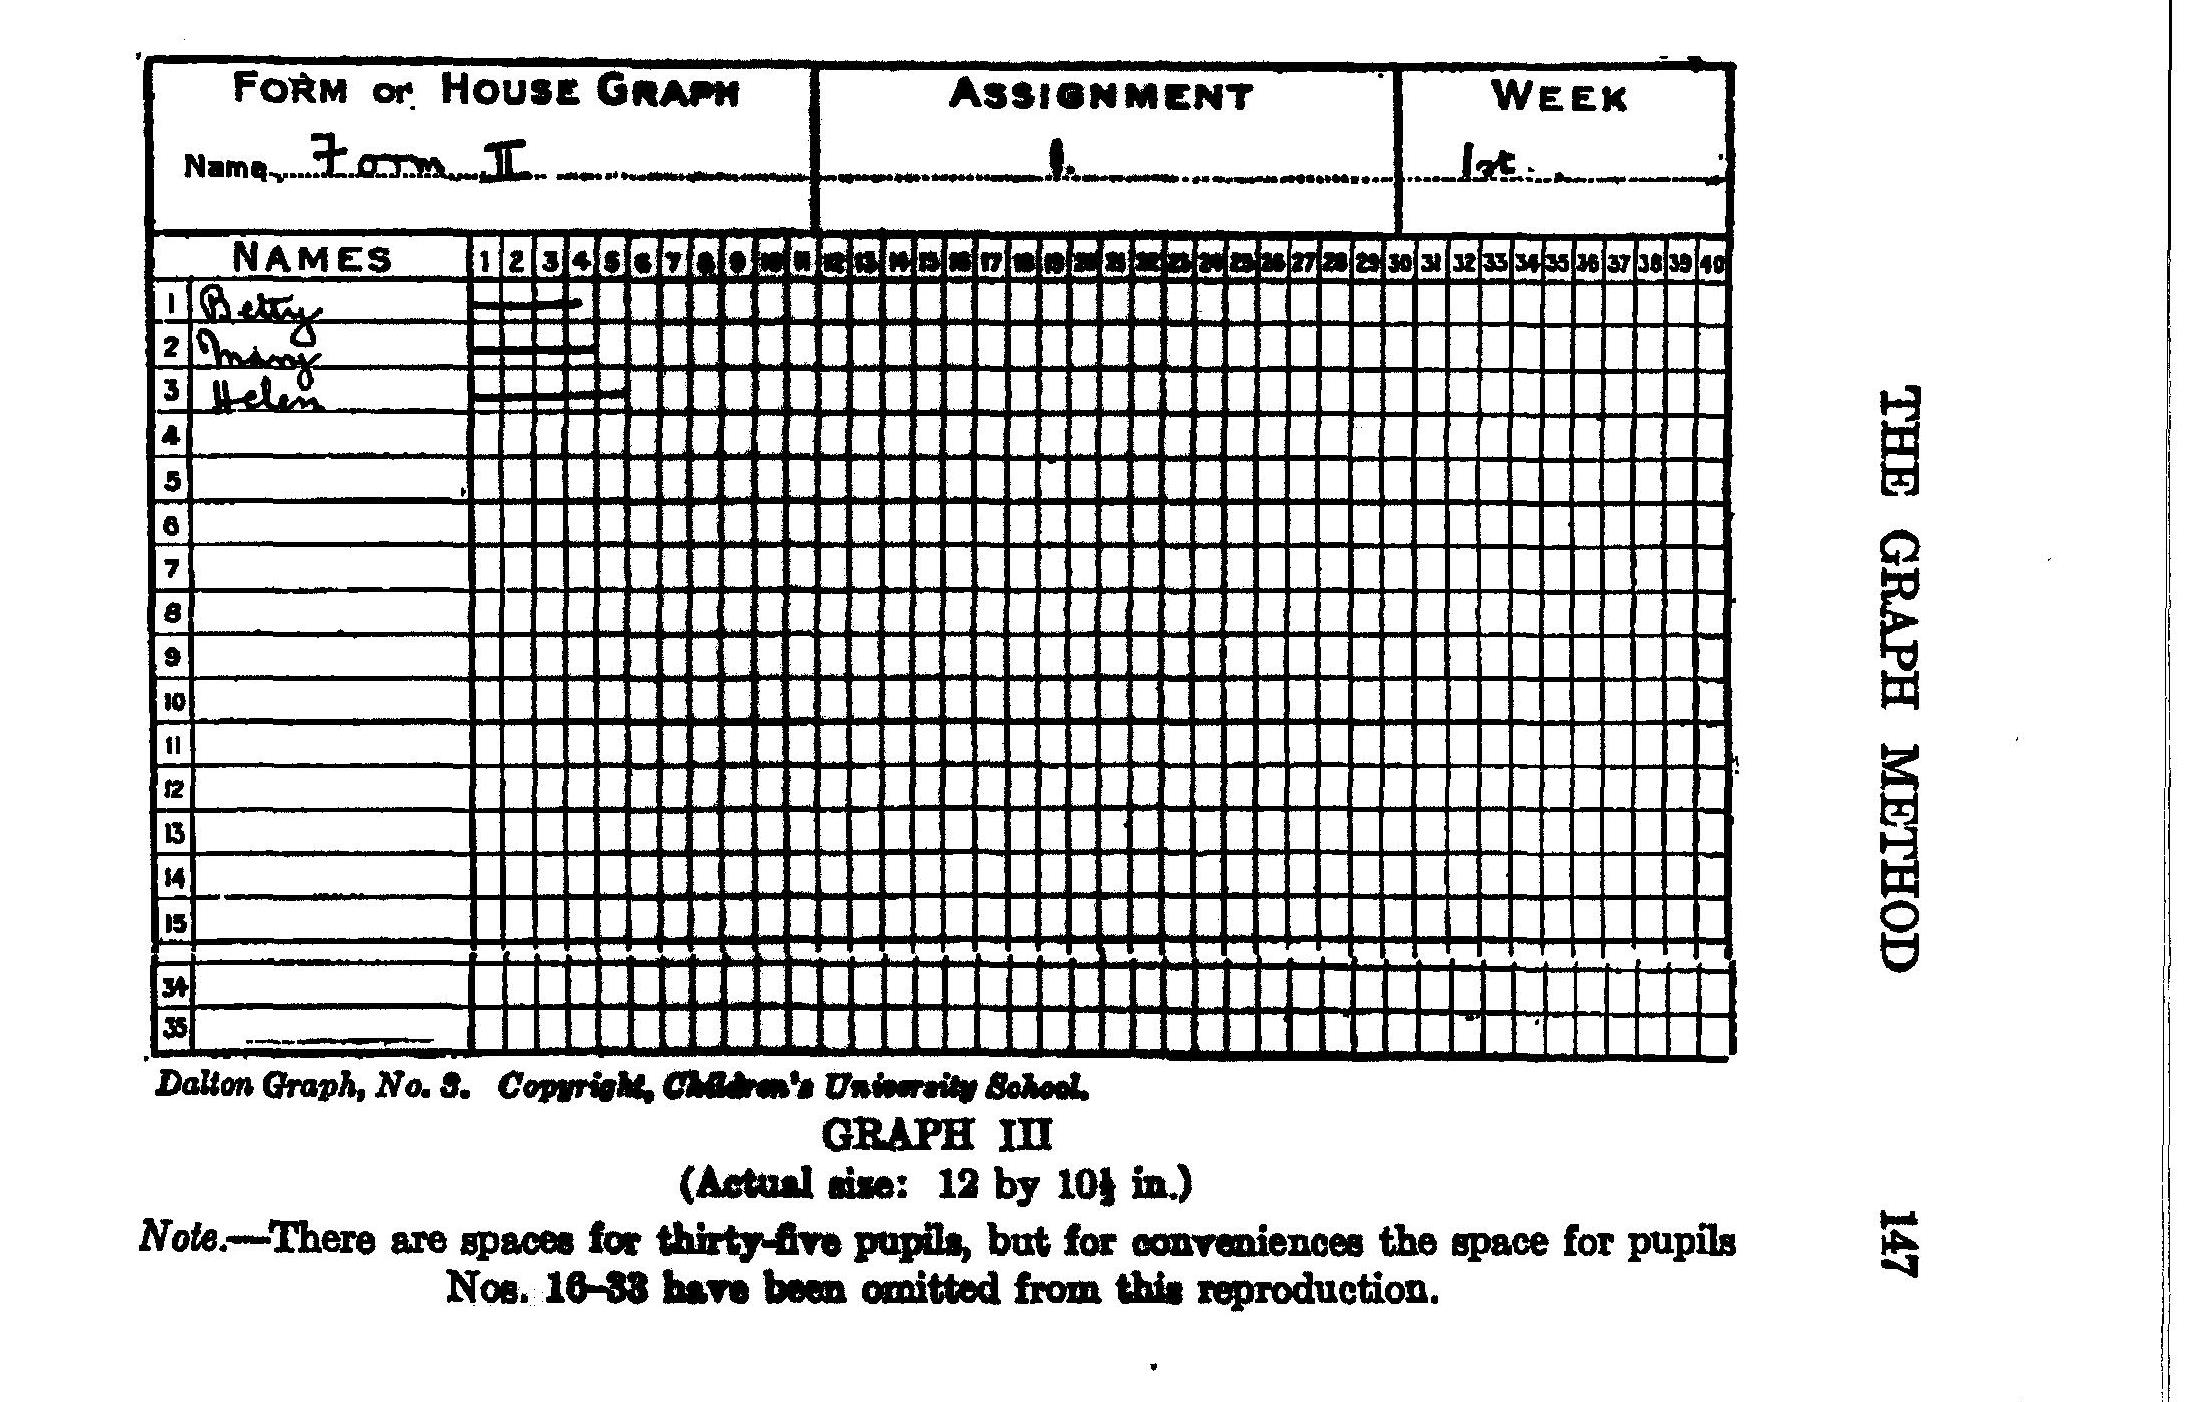 FORM or HOUSE GRAPH
Name Form II
ASSIGNMENT
1.
WEEK
1st
NAMES 1 2 3 4 5 6 7 8 9 10 11 12 13 14 15 16 17 18 19 20 21 22 23 24 25 26 27 28 29 30 31 32 33 34 35 36 37 38 39 40
1 Betty
2
3 Helen
4
5
6
7
8
9
10
11
12
13
14
15
34
35
Dalton Graph, No. 3. Copyright, Children's University School.
GRAPH III
(Actual size: 12 by 10½ in.)
Note.—There are spaces for thirty-five pupils, but for conveniences the space for pupils
Nos. 16-33 have been omitted from this reproduction.
THE GRAPH METHOD
147